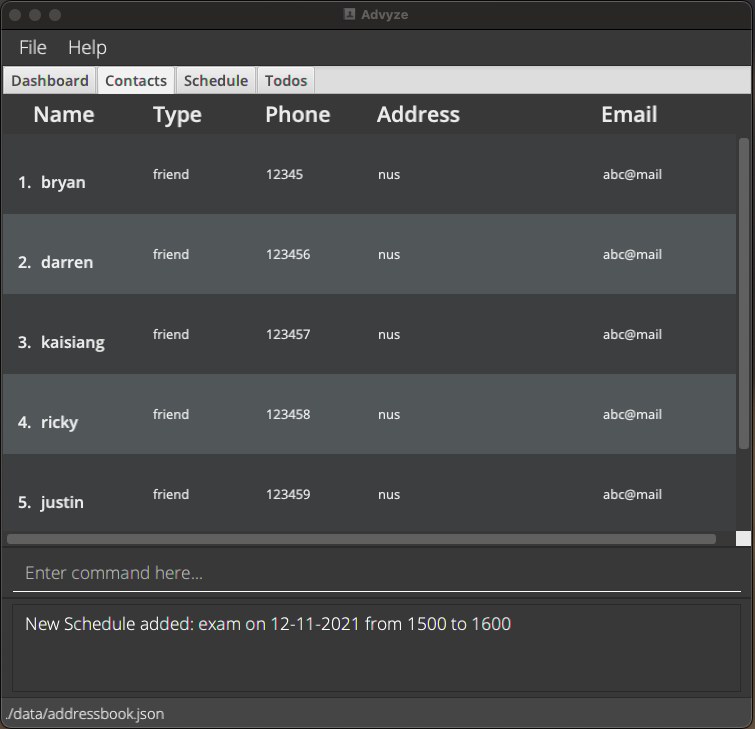 Advyze
File Help
Dashboard Contacts Schedule Todos
Name Type Phone Address Email
1. bryan friend 12345 nus abc@mail
2. darren friend 123456 nus abc@mail
3. kaisiang friend 123457 nus abc@mail
4. ricky friend 123458 nus abc@mail
5. justin friend 123459 nus abc@mail
Enter command here...
New Schedule added: exam on 12-11-2021 from 1500 to 1600
./data/addressbook.json